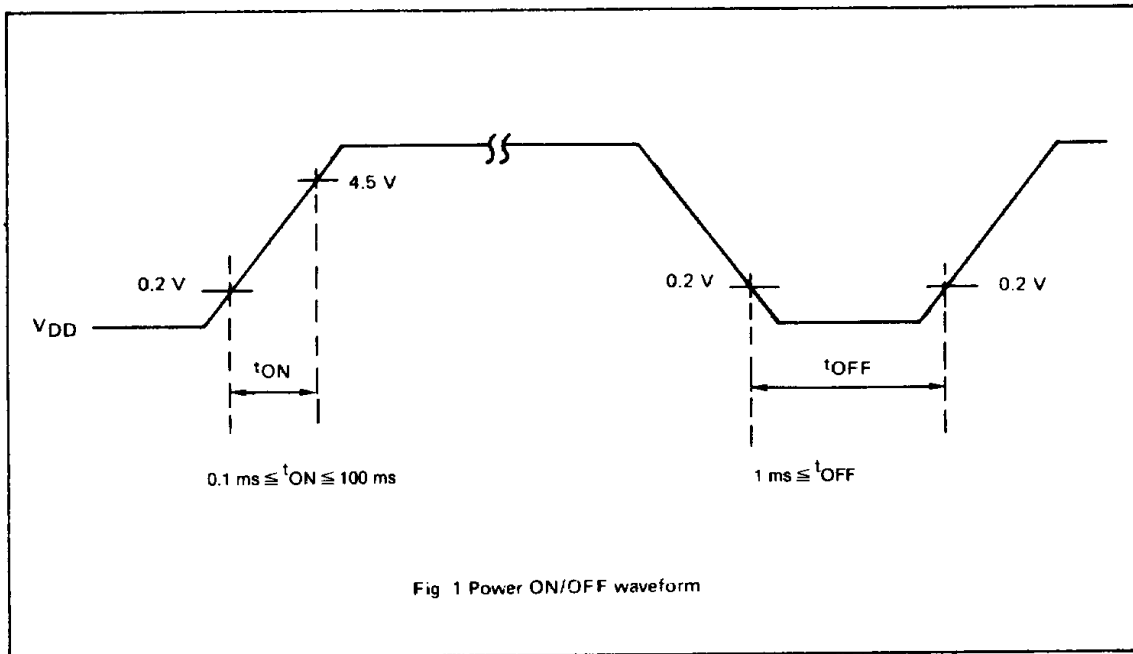 4.5 V
0.2 V
0.2 V
0.2 V
VDD
tON
tOFF
0.1 ms ≦ tON ≦ 100 ms
1 ms ≦ tOFF
Fig 1 Power ON/OFF waveform